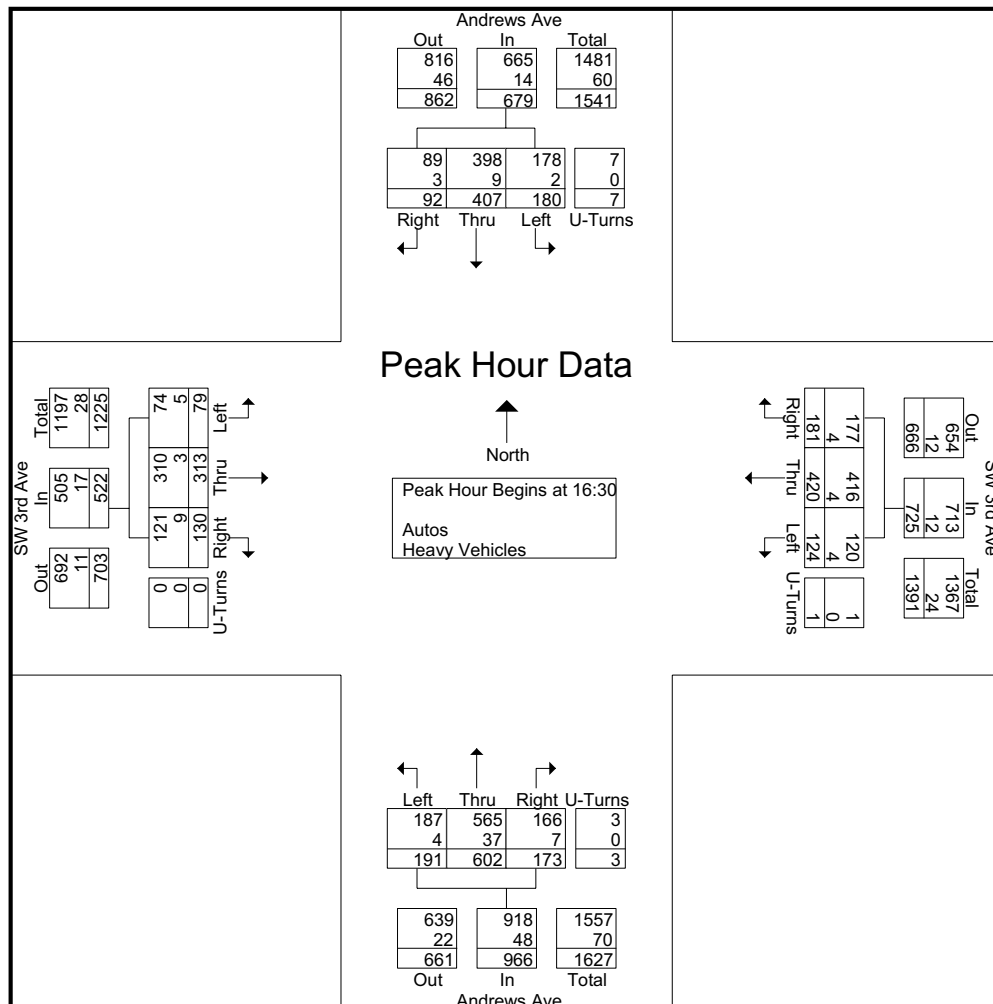 Andrews Ave
Out In Total
816 665 1481
46 14 60
862 679 1541
89 398 178 7
3 9 2 0
92 407 180 7
Right Thru Left U-Turns
Peak Hour Data
North
Peak Hour Begins at 16:30
Autos
Heavy Vehicles
SW 3rd Ave
Out In Total
692 505 1197
11 17 28
703 522 1225
U-Turns Right Thru Left
0 121 310 74
0 9 3 5
0 130 313 79
SW 3rd Ave
Out In Total
654 713 1367
12 12 24
666 725 1391
177 416 120 1
4 4 4 0
181 420 124 1
Right Thru Left U-Turns
Left Thru Right U-Turns
187 565 166 3
4 37 7 0
191 602 173 3
639 918 1557
22 48 70
661 966 1627
Out In Total
Andrews Ave